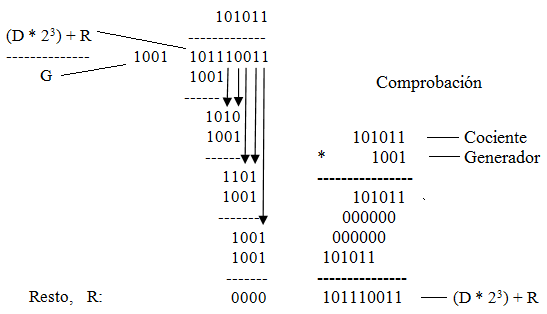 101011
(D * 2³) + R
-------------
-------------- 1001 101110011
G 1001
------
1010 Comprobación
1001
101011 Cociente
------- * 1001 Generador
1101 ----------------
1001 101011
------- 000000
1001 000000
1001 101011
------- ---------------
Resto, R: 0000 101110011 (D * 2³) + R